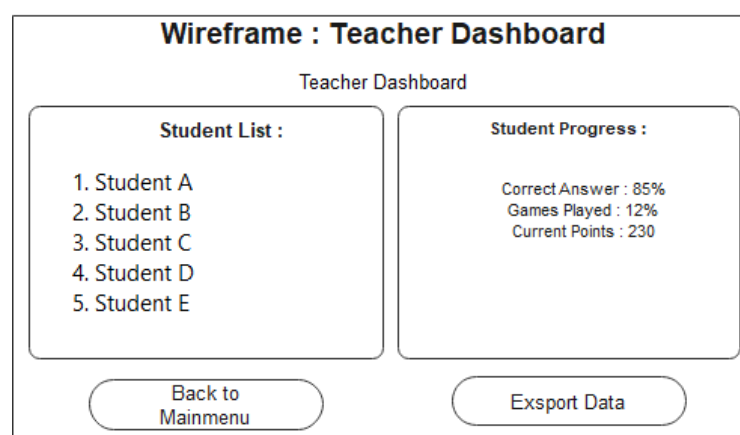 Wireframe : Teacher Dashboard
Teacher Dashboard
Student List :
1. Student A
2. Student B
3. Student C
4. Student D
5. Student E
Student Progress :
Correct Answer : 85%
Games Played : 12%
Current Points : 230
Back to
Mainmenu
Exsport Data